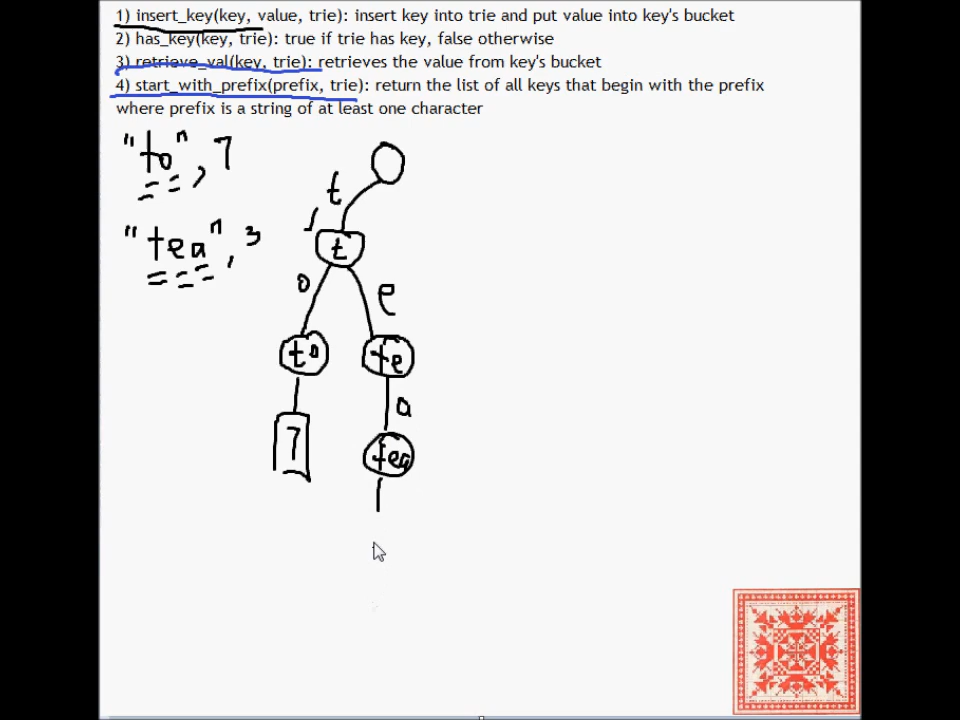 1) insert_key(key, value, trie): insert key into trie and put value into key's bucket
2) has_key(key, trie): true if trie has key, false otherwise
3) retrieve_val(key, trie): retrieves the value from key's bucket
4) start_with_prefix(prefix, trie): return the list of all keys that begin with the prefix
where prefix is a string of at least one character
"to", 7
"tea", 3
t
t
o e
to te
a
7 tea